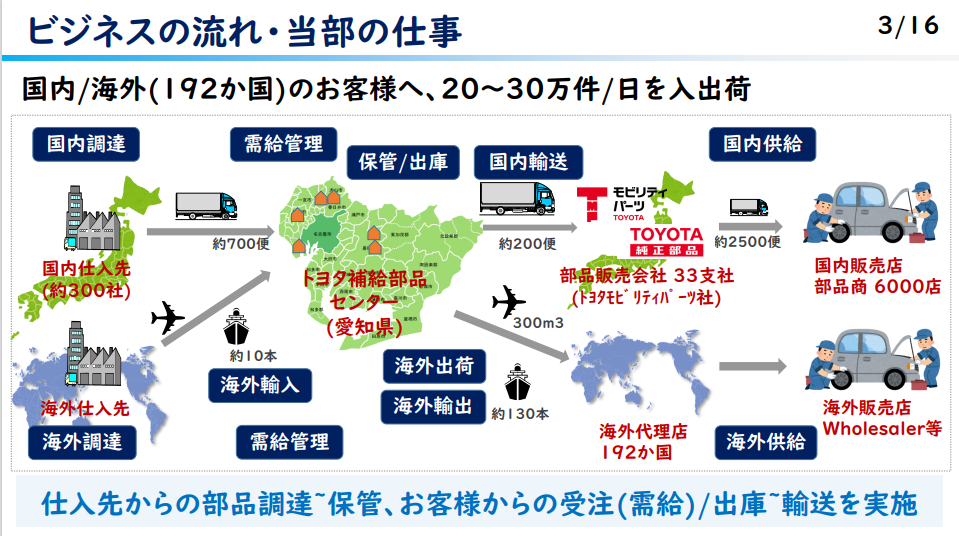 ビジネスの流れ・当部の仕事
3/16
国内/海外(192か国)のお客様へ、20～30万件/日を入出荷
国内調達
需給管理
保管/出庫
国内輸送
国内供給
モビリティ
パーツ
TOYOTA
TOYOTA
純正部品
約700便
約200便
約2500便
国内仕入先
(約300社)
トヨタ補給部品
センター
(愛知県)
部品販売会社 33支社
(トヨタモビリティパーツ社)
国内販売店
部品商 6000店
300m3
約10本
約130本
海外輸入
海外出荷
海外輸出
海外仕入先
海外調達
需給管理
海外代理店
192か国
海外供給
海外販売店
Wholesaler等
仕入先からの部品調達~保管、お客様からの受注(需給)/出庫~輸送を実施